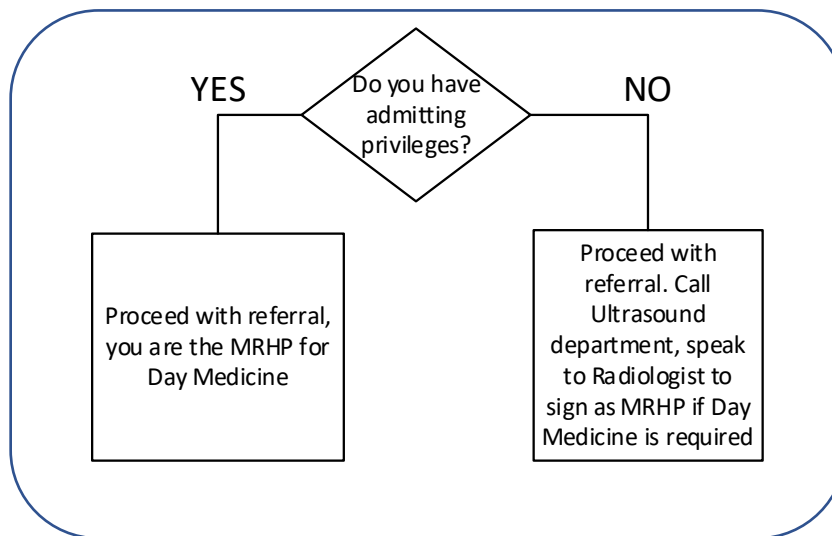 Do you have
admitting
privileges?
YES
NO
Proceed with referral,
you are the MRHP for
Day Medicine
Proceed with
referral. Call
Ultrasound
department, speak
to Radiologist to
sign as MRHP if Day
Medicine is required